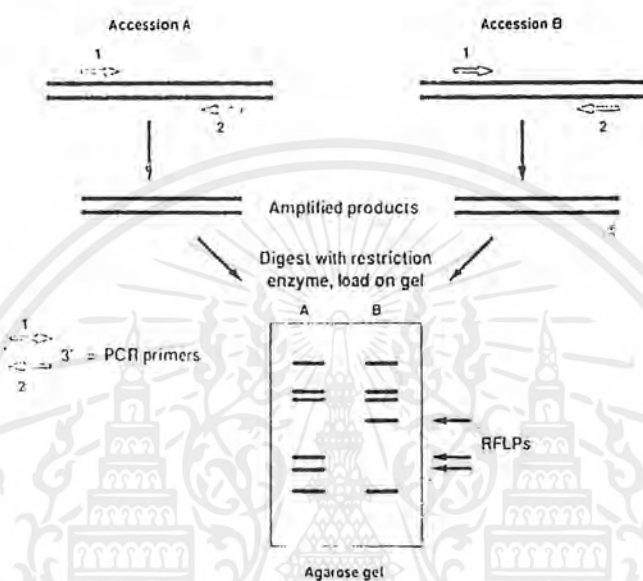 Accession A
Accession B
1
1
2
2
Amplified products
Digest with restriction
enzyme, load on gel
A B
1
3' = PCR primers
2
RFLPs
Agarose gel